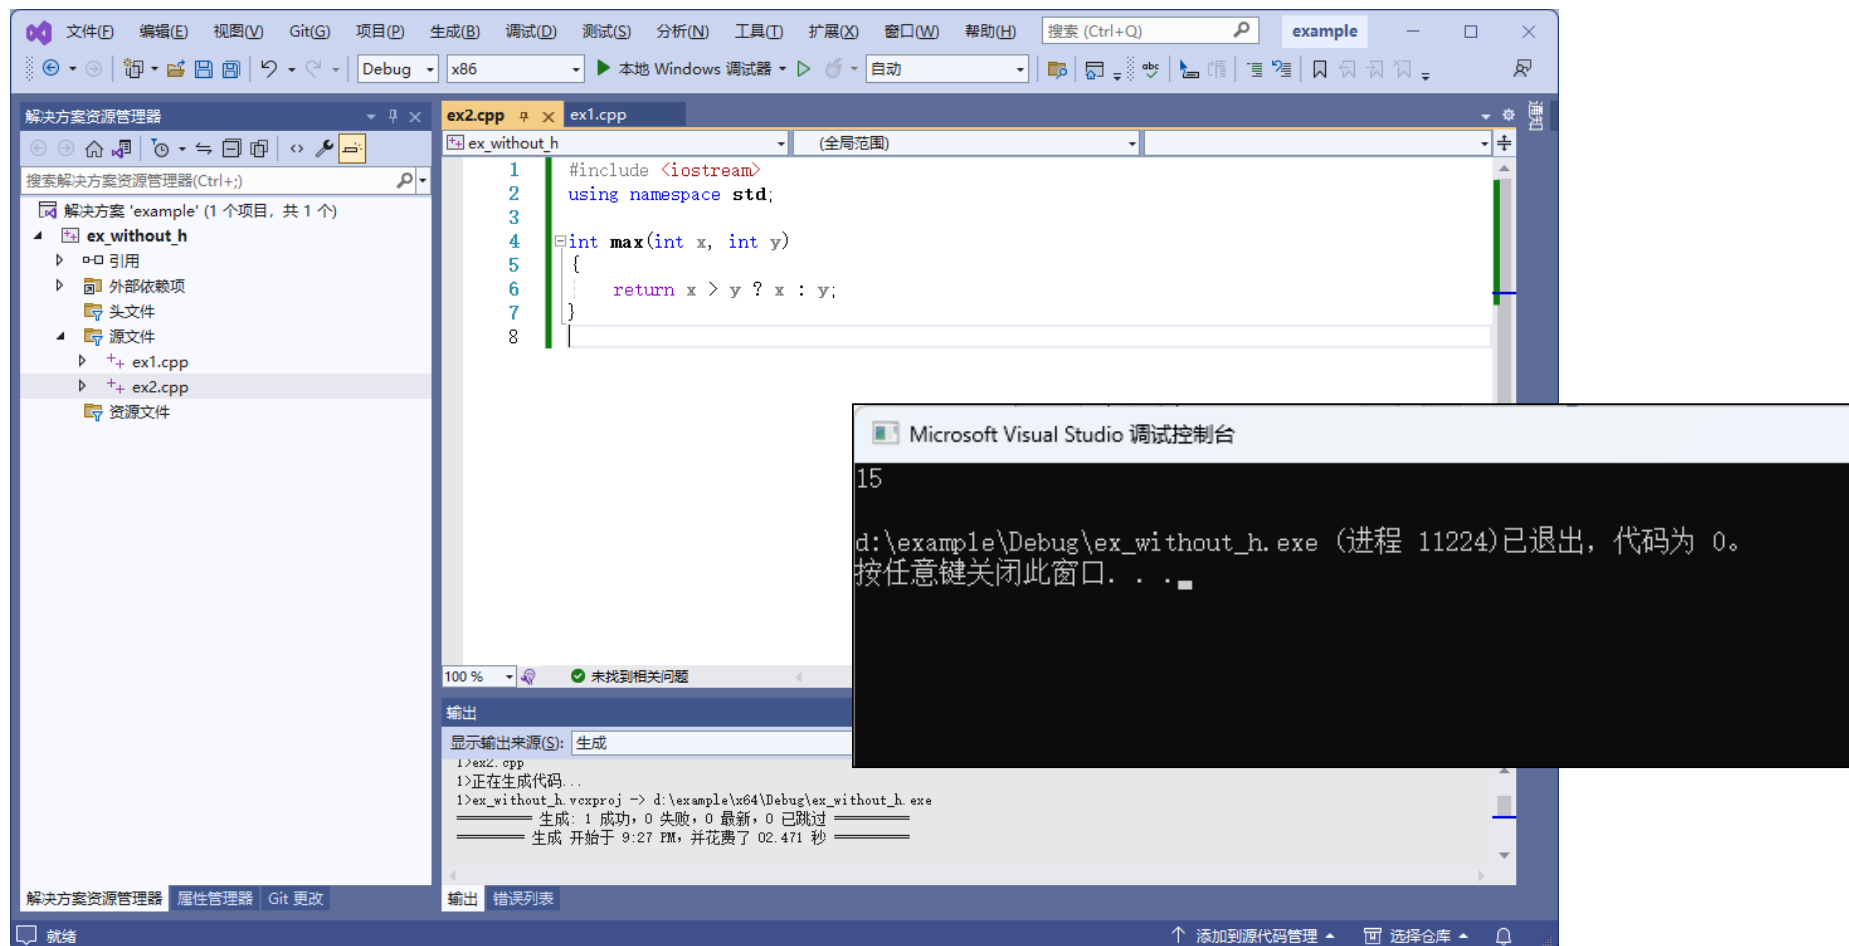 文件(F) 编辑(E) 视图(V) Git(G) 项目(P) 生成(B) 调试(D) 测试(S) 分析(N) 工具(T) 扩展(X) 窗口(W) 帮助(H) 搜索 (Ctrl+Q) example
Debug x86 本地 Windows 调试器 自动
解决方案资源管理器
搜索解决方案资源管理器(Ctrl+;)
解决方案 'example' (1 个项目, 共 1 个)
ex_without_h
引用
外部依赖项
头文件
源文件
ex1.cpp
ex2.cpp
资源文件
解决方案资源管理器 属性管理器 Git 更改
ex2.cpp ex1.cpp
通知
ex_without_h (全局范围)
1 #include <iostream>
2 using namespace std;
3
4 int max(int x, int y)
5 {
6 return x > y ? x : y;
7 }
8
100 % 未找到相关问题
输出
显示输出来源(S): 生成
1>ex2.cpp
1>正在生成代码...
1>ex_without_h.vcxproj -> d:\example\x64\Debug\ex_without_h.exe
========== 生成: 1 成功，0 失败，0 最新，0 已跳过 ==========
========== 生成 开始于 9:27 PM，并花费了 02.471 秒 ==========
输出 错误列表
Microsoft Visual Studio 调试控制台
15
d:\example\Debug\ex_without_h.exe (进程 11224)已退出，代码为 0。
按任意键关闭此窗口. . .
就绪 添加到源代码管理 选择仓库